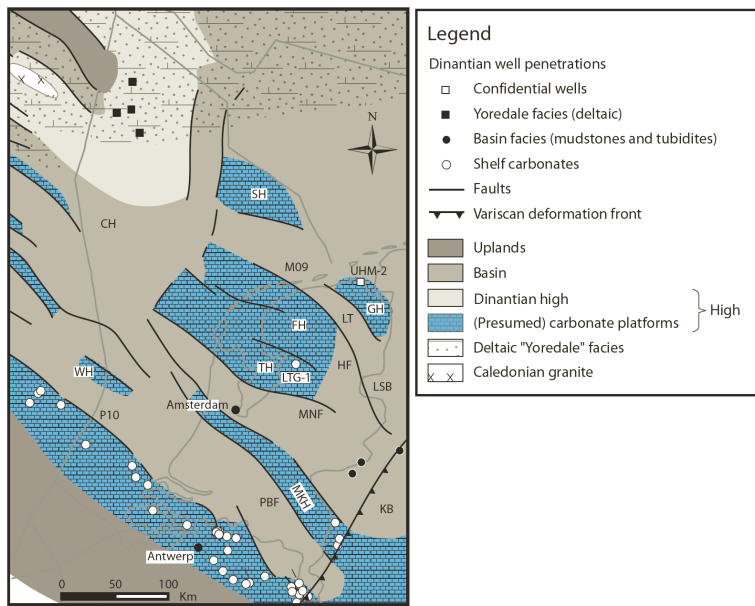 N
SH
CH
M09
UHM-2
GH
LT
FH
HF
TH
LTG-1
WH
LSB
Amsterdam
P10
MNF
MKH
PBF
KB
Antwerp
0 50 100
Km
Legend
Dinantian well penetrations
Confidential wells
Yoredale facies (deltaic)
Basin facies (mudstones and tubidites)
Shelf carbonates
Faults
Variscan deformation front
Uplands
Basin
Dinantian high
(Presumed) carbonate platforms
High
Deltaic "Yoredale" facies
x x Caledonian granite